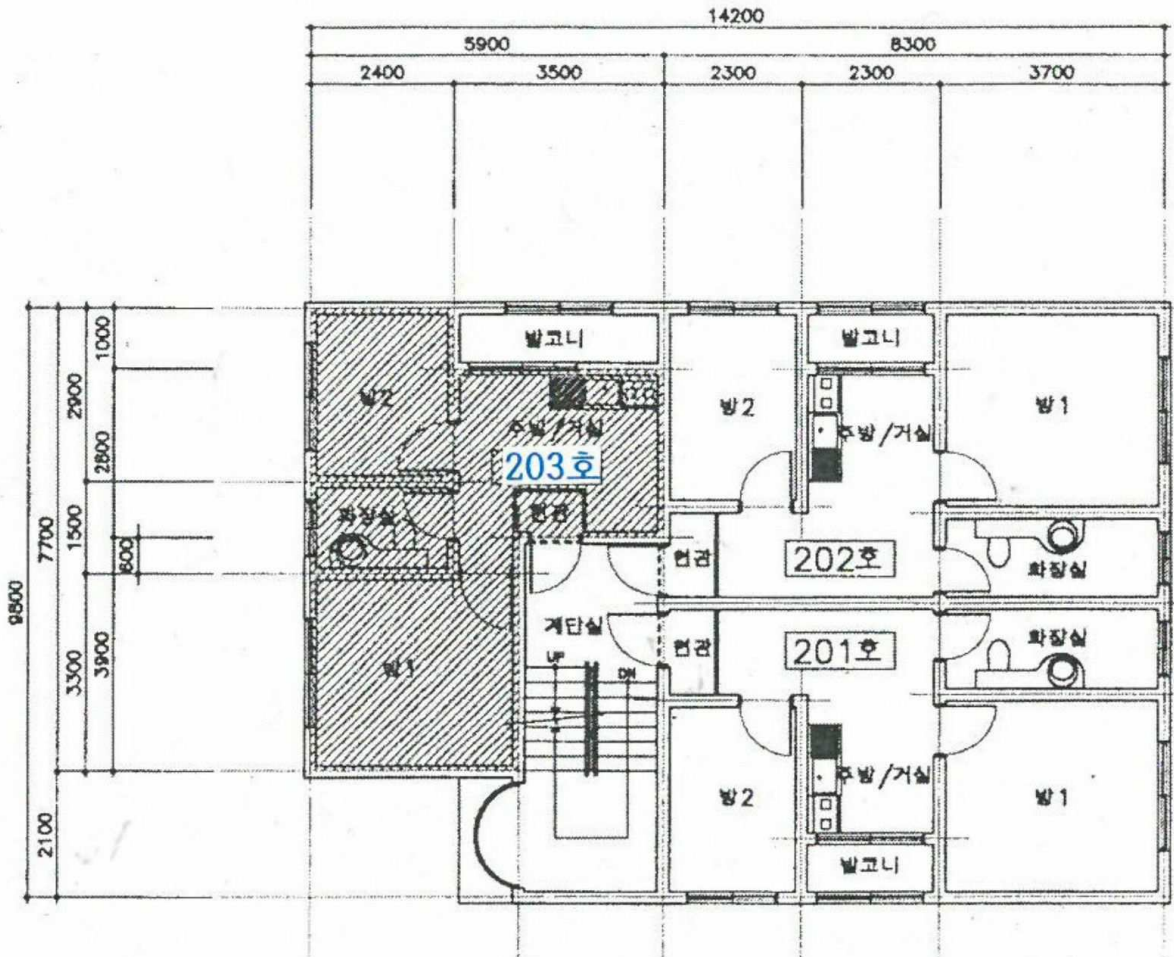 14200
5900 8300
2400 3500 2300 2300 3700
9800
7700
2100
2900
1500
3300
1000
2800
600
3900
발고니 발고니
방2 방2 방1
주방/거실 주방/거실
203호
현관
화장실
현관 202호 화장실
계단실
현관 201호 화장실
UP DN
방1
주방/거실
방2 방1
발고니